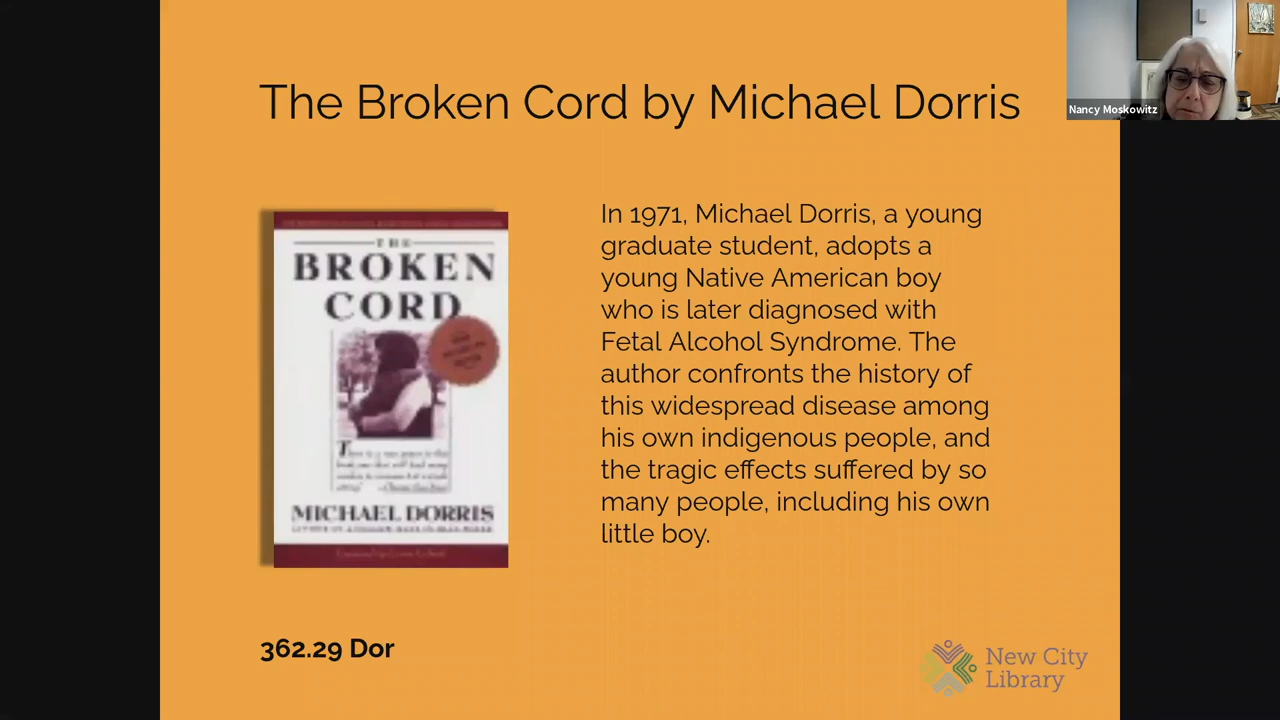 The Broken Cord by Michael Dorris
Nancy Moskowitz
THE
BROKEN
CORD
MICHAEL DORRIS
In 1971, Michael Dorris, a young
graduate student, adopts a
young Native American boy
who is later diagnosed with
Fetal Alcohol Syndrome. The
author confronts the history of
this widespread disease among
his own indigenous people, and
the tragic effects suffered by so
many people, including his own
little boy.
362.29 Dor
New City
Library